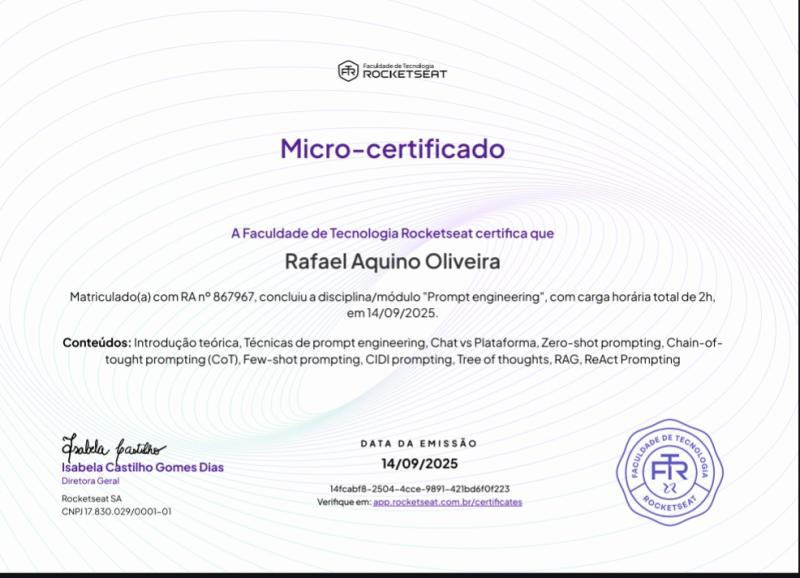 Faculdade de Tecnologia
ROCKETSEAT
Micro-certificado
A Faculdade de Tecnologia Rocketseat certifica que
Rafael Aquino Oliveira
Matriculado(a) com RA nº 867967, concluiu a disciplina/módulo "Prompt engineering", com carga horária total de 2h,
em 14/09/2025.
Conteúdos: Introdução teórica, Técnicas de prompt engineering, Chat vs Plataforma, Zero-shot prompting, Chain-of-
tought prompting (CoT), Few-shot prompting, CIDI prompting, Tree of thoughts, RAG, ReAct Prompting
Isabela Castilho
Isabela Castilho Gomes Dias
Diretora Geral
Rocketseat SA
CNPJ 17.830.029/0001-01
DATA DA EMISSÃO
14/09/2025
14fcabf8-2504-4cce-9891-421bd6f0f223
Verifique em: app.rocketseat.com.br/certificates
FACULDADE DE TECNOLOGIA
FTR
ROCKETSEAT